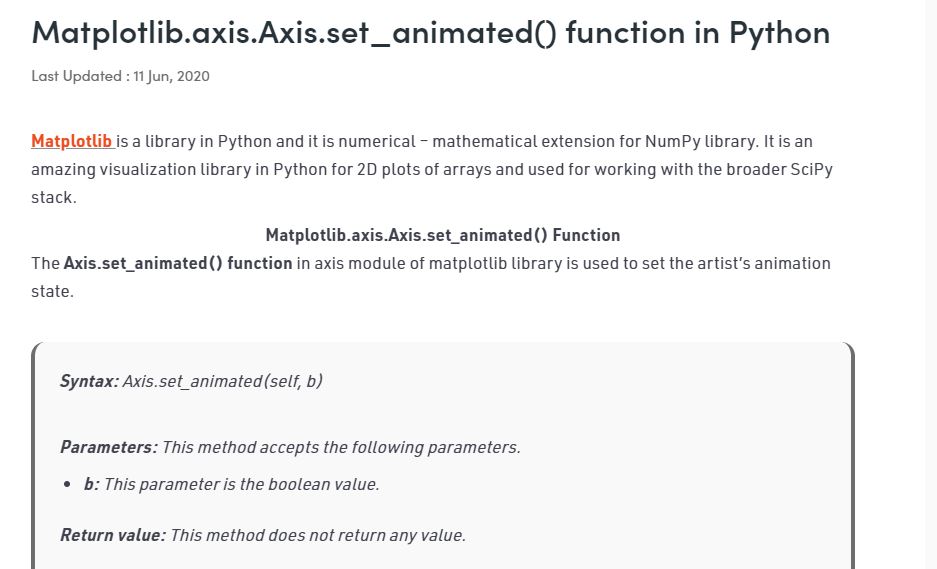 Matplotlib.axis.Axis.set_animated() function in Python
Last Updated : 11 Jun, 2020
Matplotlib is a library in Python and it is numerical – mathematical extension for NumPy library. It is an
amazing visualization library in Python for 2D plots of arrays and used for working with the broader SciPy
stack.
Matplotlib.axis.Axis.set_animated() Function
The Axis.set_animated() function in axis module of matplotlib library is used to set the artist’s animation
state.
Syntax: Axis.set_animated(self, b)
Parameters: This method accepts the following parameters.
• b: This parameter is the boolean value.
Return value: This method does not return any value.